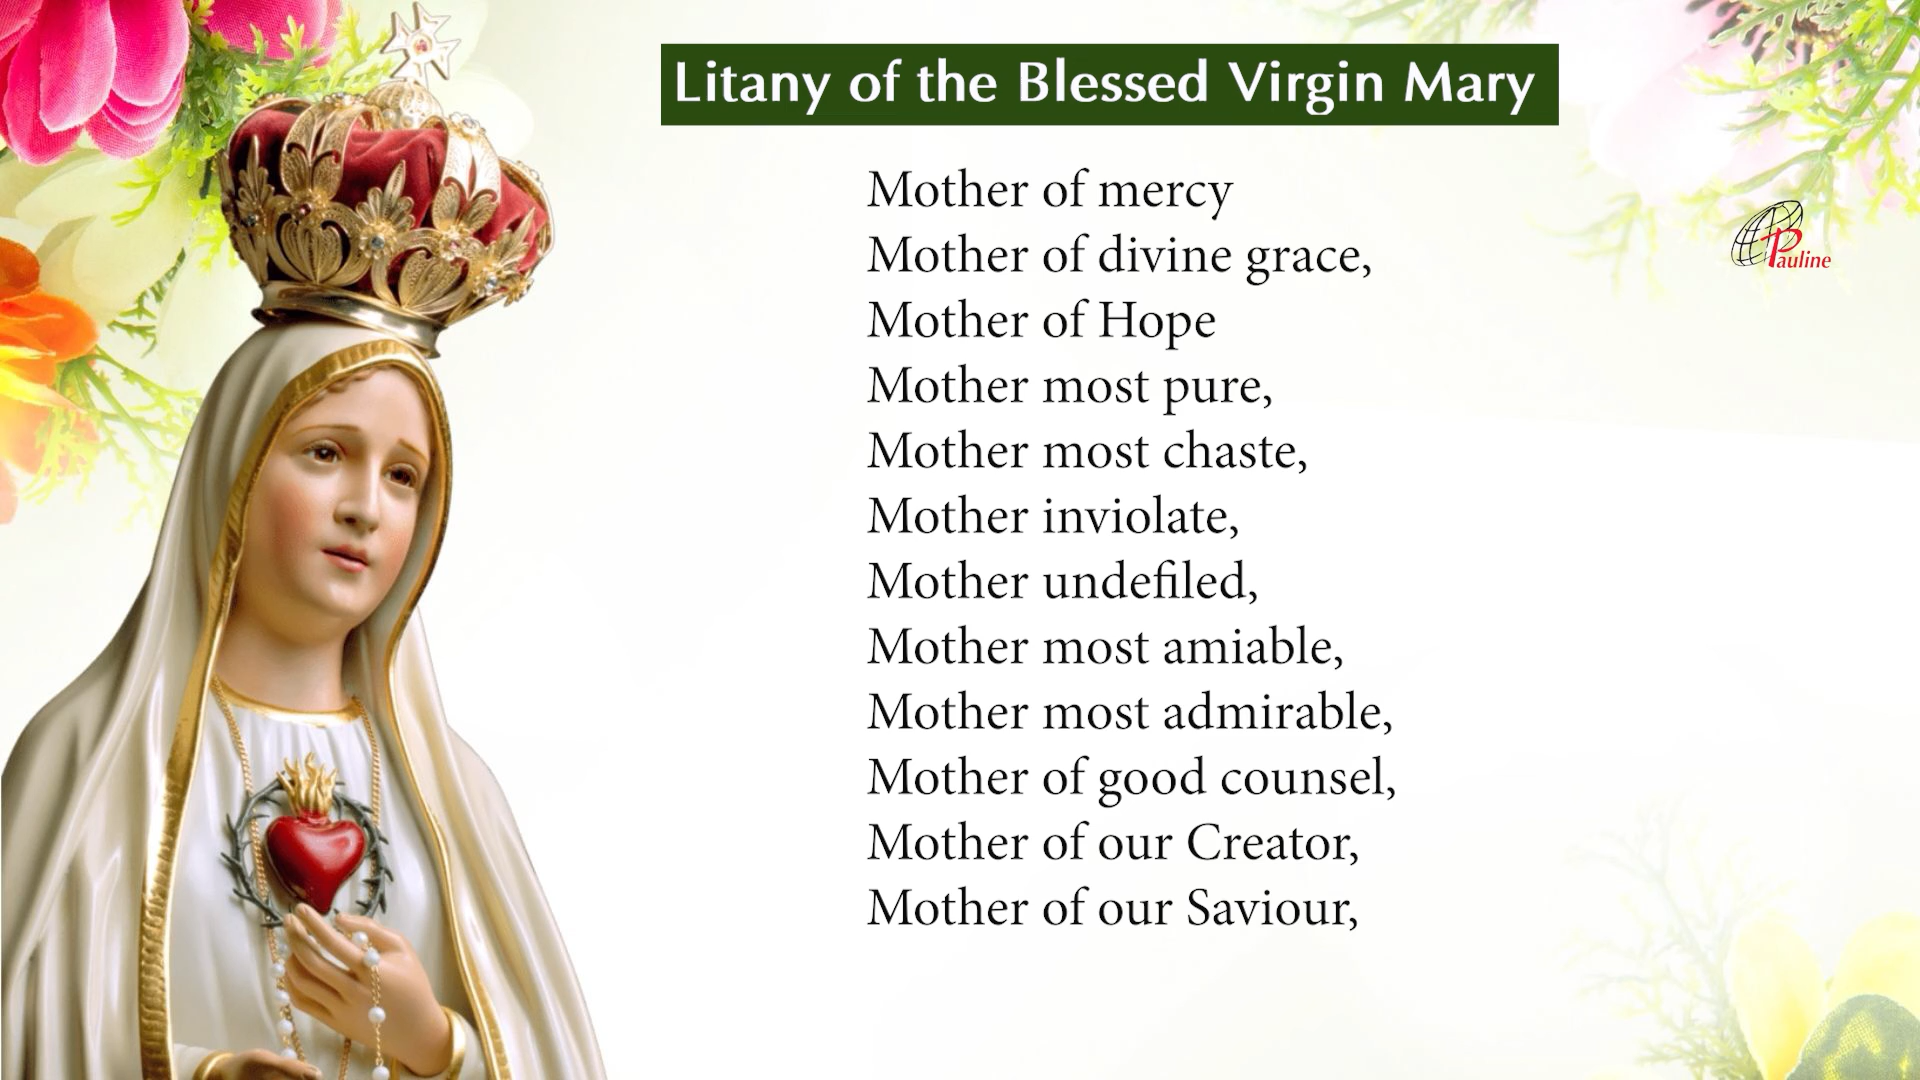 Litany of the Blessed Virgin Mary
Mother of mercy
Mother of divine grace,
Mother of Hope
Mother most pure,
Mother most chaste,
Mother inviolate,
Mother undefiled,
Mother most amiable,
Mother most admirable,
Mother of good counsel,
Mother of our Creator,
Mother of our Saviour,
Pauline